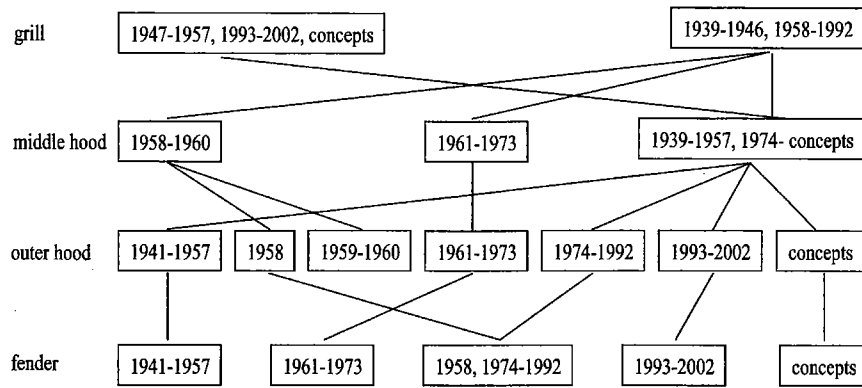 grill
1947-1957, 1993-2002, concepts
1939-1946, 1958-1992
middle hood
1958-1960
1961-1973
1939-1957, 1974- concepts
outer hood
1941-1957
1958
1959-1960
1961-1973
1974-1992
1993-2002
concepts
fender
1941-1957
1961-1973
1958, 1974-1992
1993-2002
concepts